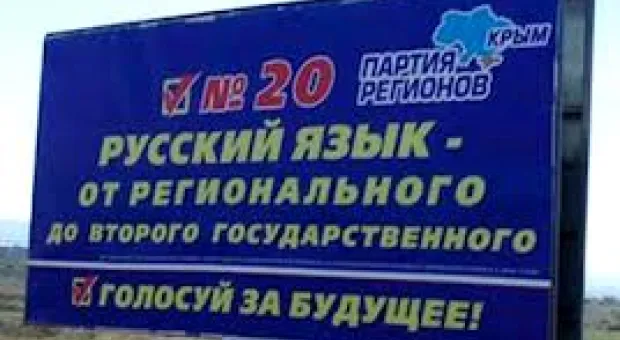 КРЫМ
№ 20
ПАРТИЯ
РЕГИОНОВ
РУССКИЙ ЯЗЫК -
ОТ РЕГИОНАЛЬНОГО
ДО ВТОРОГО ГОСУДАРСТВЕННОГО
ГОЛОСУЙ ЗА БУДУЩЕЕ!